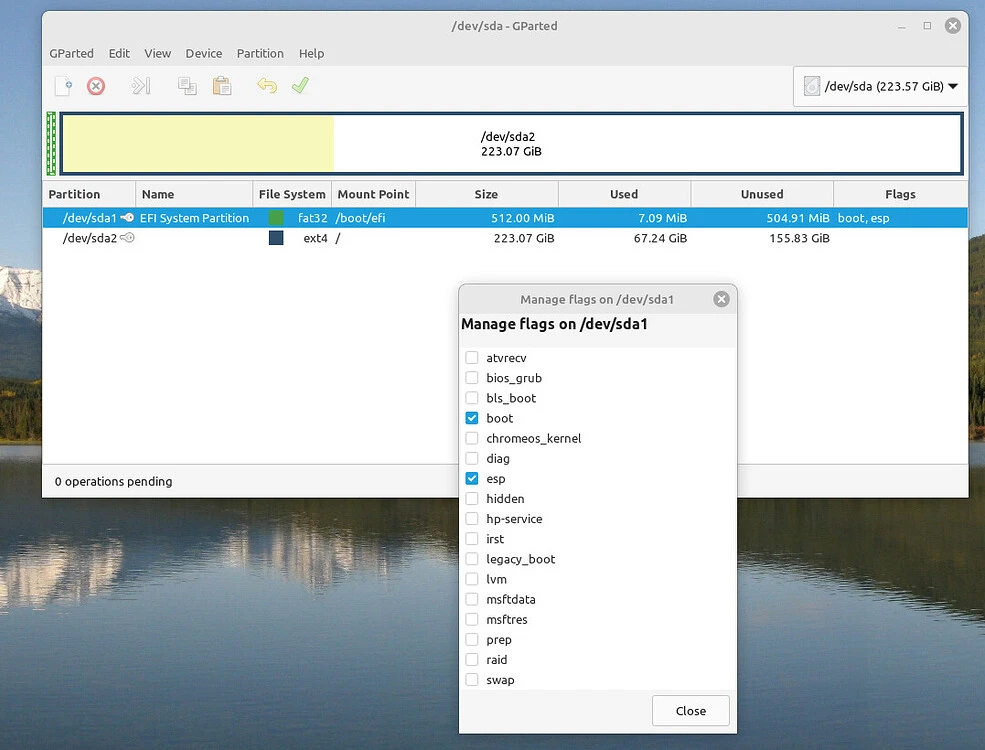 /dev/sda - GParted
GParted Edit View Device Partition Help
/dev/sda (223.57 GiB)
/dev/sda2
223.07 GiB
Partition Name File System Mount Point Size Used Unused Flags
/dev/sda1 EFI System Partition fat32 /boot/efi 512.00 MiB 7.09 MiB 504.91 MiB boot, esp
/dev/sda2 ext4 / 223.07 GiB 67.24 GiB 155.83 GiB
Manage flags on /dev/sda1
Manage flags on /dev/sda1
atvrecv
bios_grub
bls_boot
boot
chromeos_kernel
diag
esp
hidden
hp-service
irst
legacy_boot
lvm
msftdata
msftres
prep
raid
swap
Close
0 operations pending